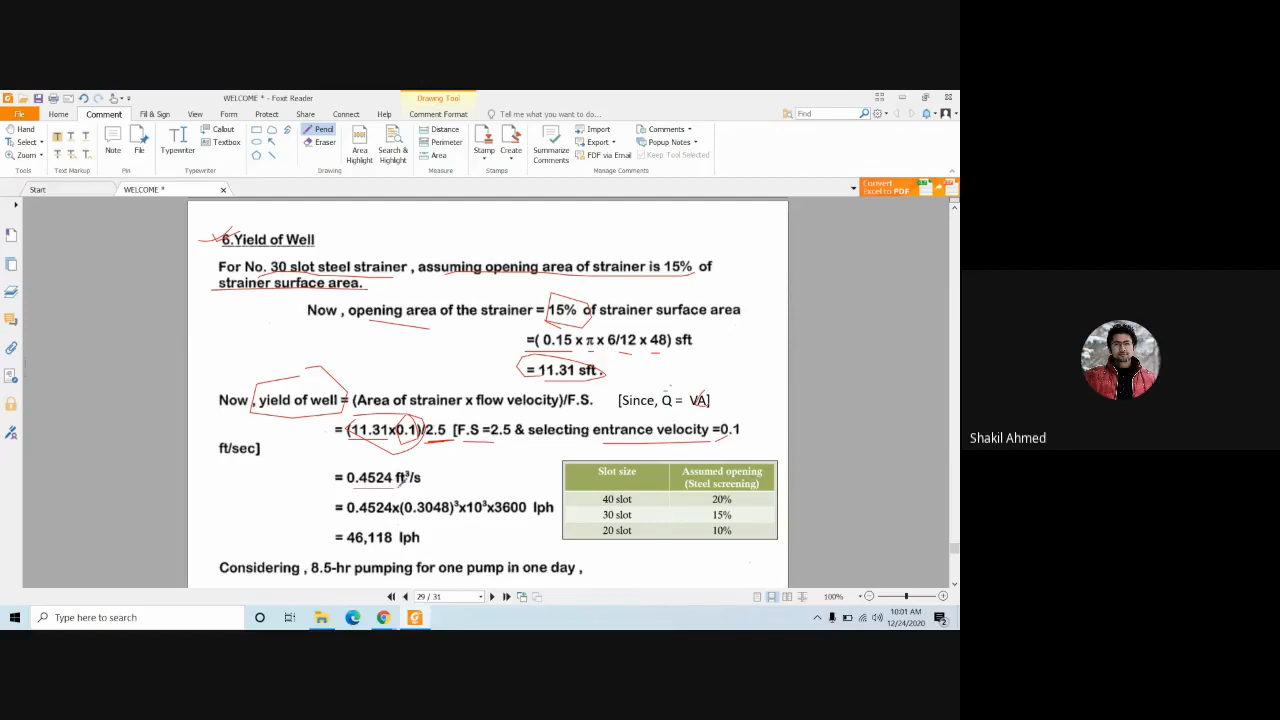 WELCOME * - Foxit Reader
Drawing Tool
File
Home
Comment
Fill & Sign
View
Form
Protect
Share
Connect
Help
Comment Format
Tell me what you want to do...
Find
Hand
Select
Zoom
Tools
Text Markup
Note
File
Pin
Typewriter
Callout
Textbox
Typewriter
Pencil
Eraser
Drawing
Area Highlight
Search & Highlight
Distance
Perimeter
Area
Measure
Stamp
Create
Stamps
Summarize Comments
Import
Export
FDF via Email
Comments
Popup Notes
Keep Tool Selected
Manage Comments
Start
WELCOME *
Convert Excel to PDF
6.Yield of Well
For No. 30 slot steel strainer , assuming opening area of strainer is 15% of
strainer surface area.
Now , opening area of the strainer = 15% of strainer surface area
=( 0.15 x π x 6/12 x 48) sft
= 11.31 sft .
Now , yield of well = (Area of strainer x flow velocity)/F.S. [Since, Q = VA]
= (11.31x0.1)/2.5 [F.S =2.5 & selecting entrance velocity =0.1
ft/sec]
= 0.4524 ft³/s
= 0.4524x(0.3048)³x10³x3600 lph
= 46,118 lph
Slot size Assumed opening (Steel screening)
40 slot 20%
30 slot 15%
20 slot 10%
Considering , 8.5-hr pumping for one pump in one day ,
29 / 31
100%
Type here to search
10:01 AM
12/24/2020
2
Shakil Ahmed